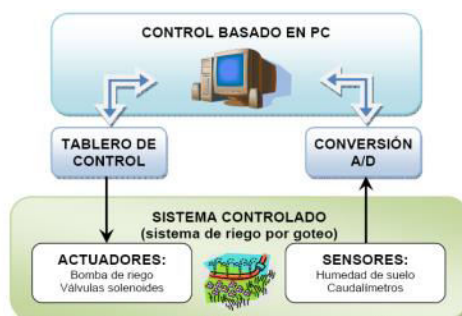 CONTROL BASADO EN PC
TABLERO DE
CONTROL
CONVERSIÓN
A/D
SISTEMA CONTROLADO
(sistema de riego por goteo)
ACTUADORES:
Bomba de riego
Válvulas solenoides
SENSORES:
Humedad de suelo
Caudalímetros